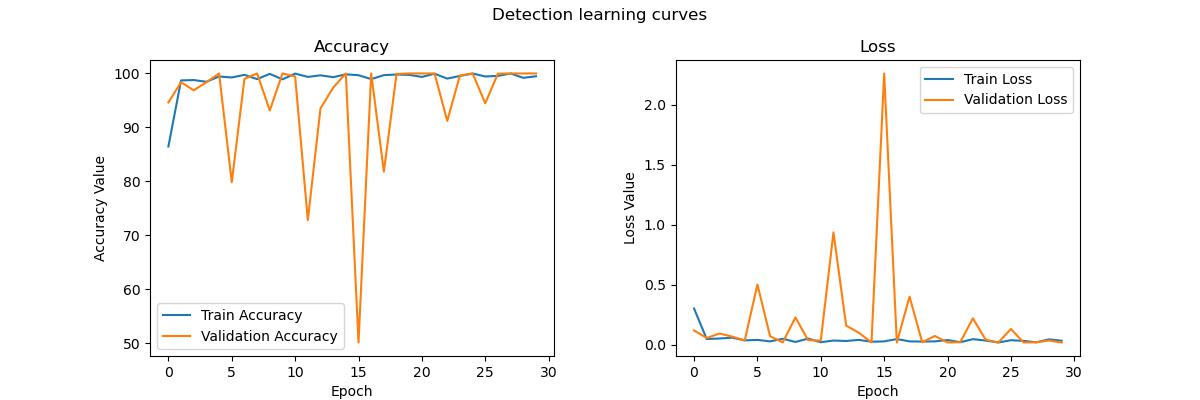 Detection learning curves
Accuracy
100
90
80
70
60
50
Accuracy Value
Train Accuracy
Validation Accuracy
0 5 10 15 20 25 30
Epoch
Loss
2.0
1.5
1.0
0.5
0.0
Loss Value
Train Loss
Validation Loss
0 5 10 15 20 25 30
Epoch